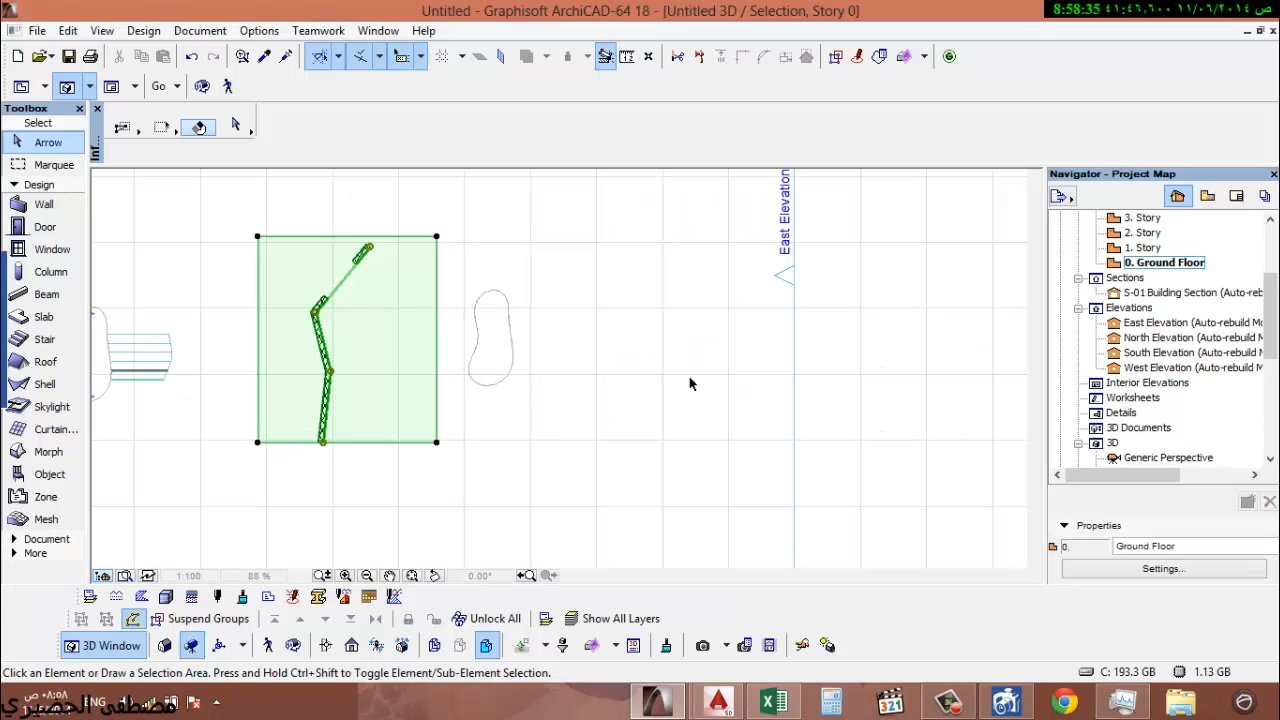 Untitled - Graphisoft ArchiCAD-64 18 - [Untitled 3D / Selection, Story 0]
8:58:35 ص ١١/٠٦/٢٠١٤ ٤١:٤٦,٦٠٠
File Edit View Design Options Document Teamwork Window Help
Go
Toolbox
Select
Arrow
Marquee
Design
Wall
Door
Window
Column
Beam
Slab
Stair
Roof
Shell
Skylight
Curtain...
Morph
Object
Zone
Mesh
Document
More
East Elevation
1:100
88 %
0.00°
Navigator - Project Map
3. Story
2. Story
1. Story
0. Ground Floor
Sections
S-01 Building Section (Auto-reb
Elevations
East Elevation (Auto-rebuild M
North Elevation (Auto-rebuild M
South Elevation (Auto-rebuild M
West Elevation (Auto-rebuild M
Interior Elevations
Worksheets
Details
3D Documents
3D
Generic Perspective
Properties
0. Ground Floor
Settings...
Suspend Groups
Unlock All
Show All Layers
3D Window
Click an Element or Draw a Selection Area. Press and Hold Ctrl+Shift to Toggle Element/Sub-Element Selection.
C: 193.3 GB
1.13 GB
ENG